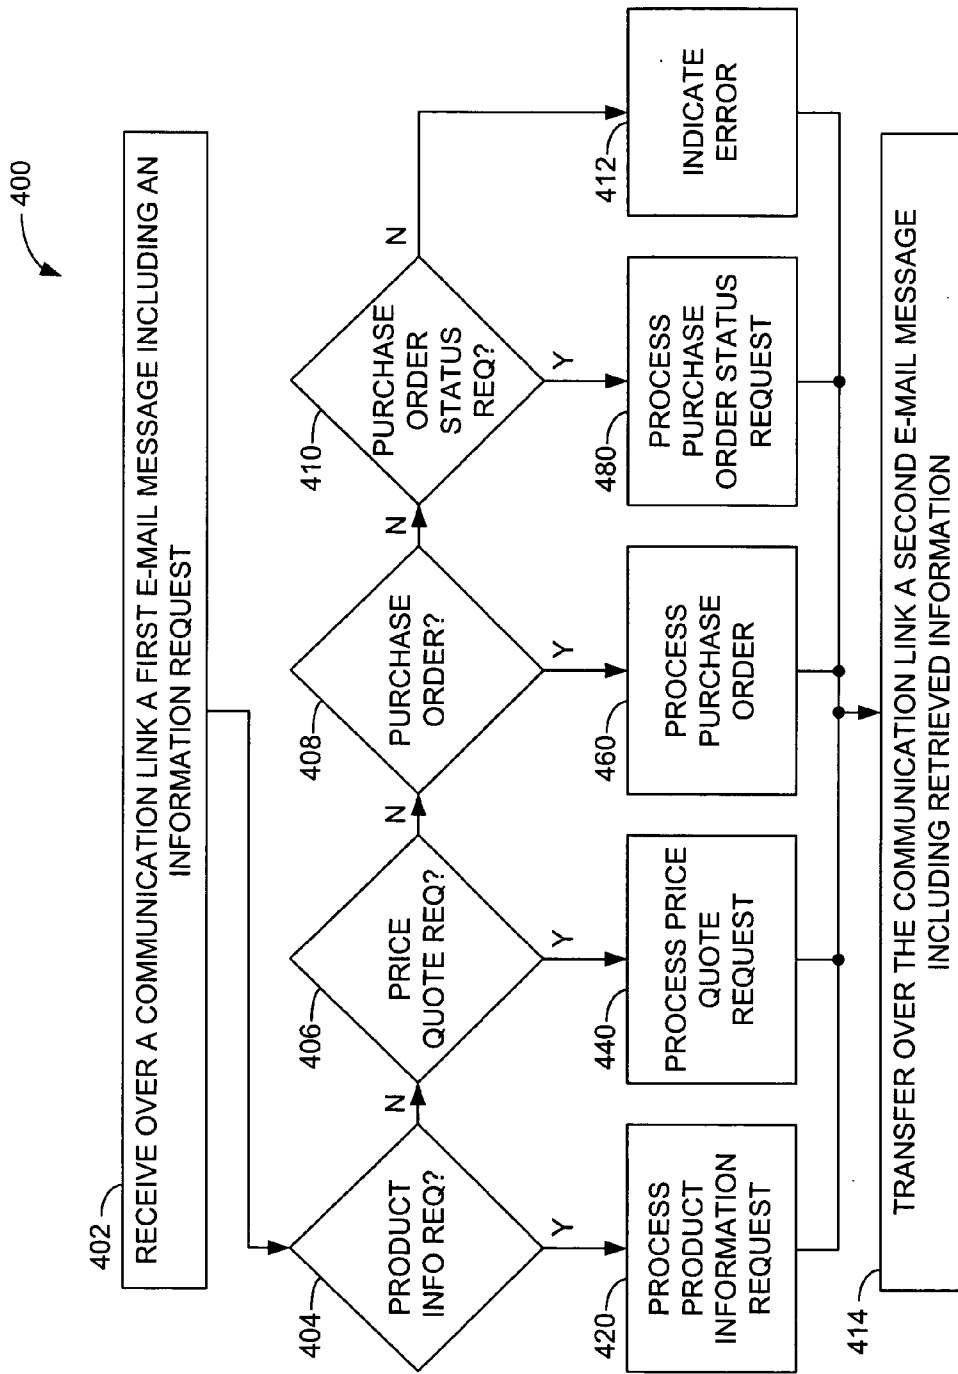 400
402
RECEIVE OVER A COMMUNICATION LINK A FIRST E-MAIL MESSAGE INCLUDING AN
INFORMATION REQUEST
404
PRODUCT
INFO REQ?
N
Y
406
PRICE
QUOTE REQ?
N
Y
408
PURCHASE
ORDER?
N
Y
410
PURCHASE
ORDER
STATUS
REQ?
N
Y
420
PROCESS
PRODUCT
INFORMATION
REQUEST
440
PROCESS PRICE
QUOTE
REQUEST
460
PROCESS
PURCHASE
ORDER
480
PROCESS
PURCHASE
ORDER STATUS
REQUEST
412
INDICATE
ERROR
414
TRANSFER OVER THE COMMUNICATION LINK A SECOND E-MAIL MESSAGE
INCLUDING RETRIEVED INFORMATION